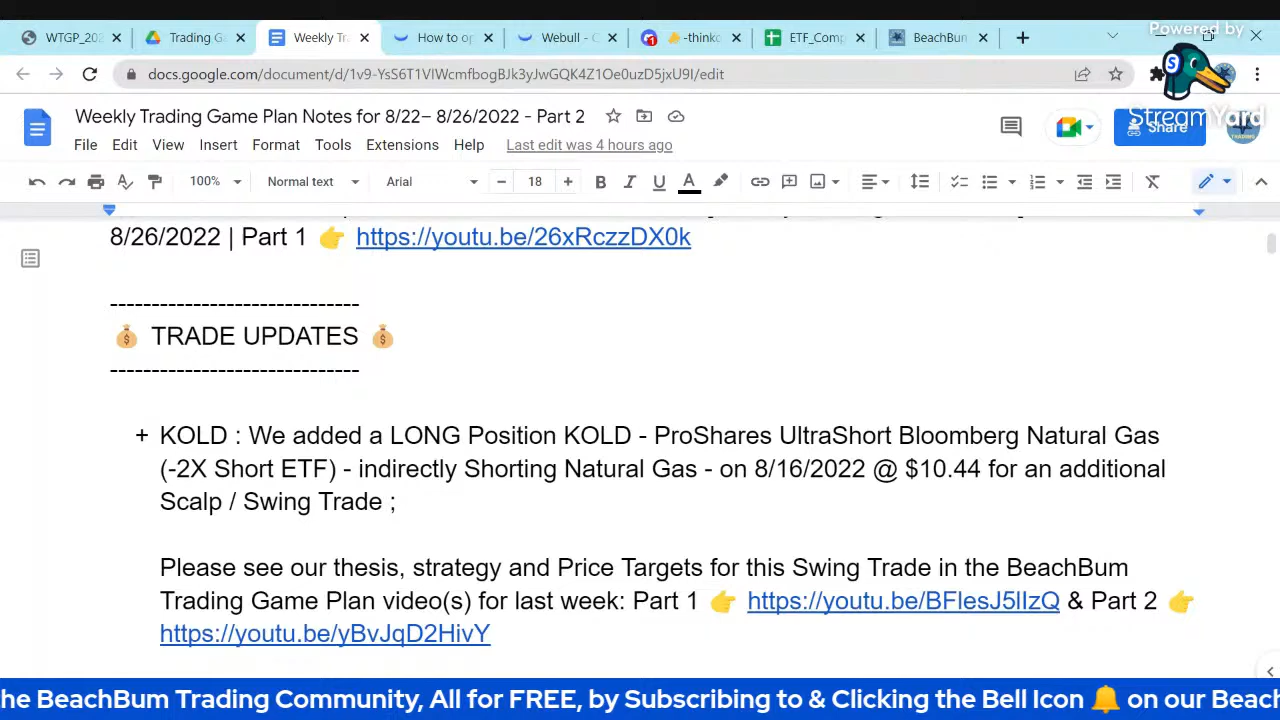 Powered by
WTGP_202
Trading G
Weekly Tr
How to cr
Webull - C
-thinko
ETF_Comp
BeachBun
docs.google.com/document/d/1v9-YsS6T1VIWcmfbogBJk3yJwGQK4Z1Oe0uzD5jxU9I/edit
StreamYard
Weekly Trading Game Plan Notes for 8/22– 8/26/2022 - Part 2
Share
File Edit View Insert Format Tools Extensions Help Last edit was 4 hours ago
100% Normal text Arial 18
8/26/2022 | Part 1 👉 https://youtu.be/26xRczzDX0k
------------------------------
💰 TRADE UPDATES 💰
------------------------------
+ KOLD : We added a LONG Position KOLD - ProShares UltraShort Bloomberg Natural Gas
(-2X Short ETF) - indirectly Shorting Natural Gas - on 8/16/2022 @ $10.44 for an additional
Scalp / Swing Trade ;
Please see our thesis, strategy and Price Targets for this Swing Trade in the BeachBum
Trading Game Plan video(s) for last week: Part 1 👉 https://youtu.be/BFlesJ5lIzQ & Part 2 👉
https://youtu.be/yBvJqD2HivY
he BeachBum Trading Community, All for FREE, by Subscribing to & Clicking the Bell Icon 🔔 on our Beach